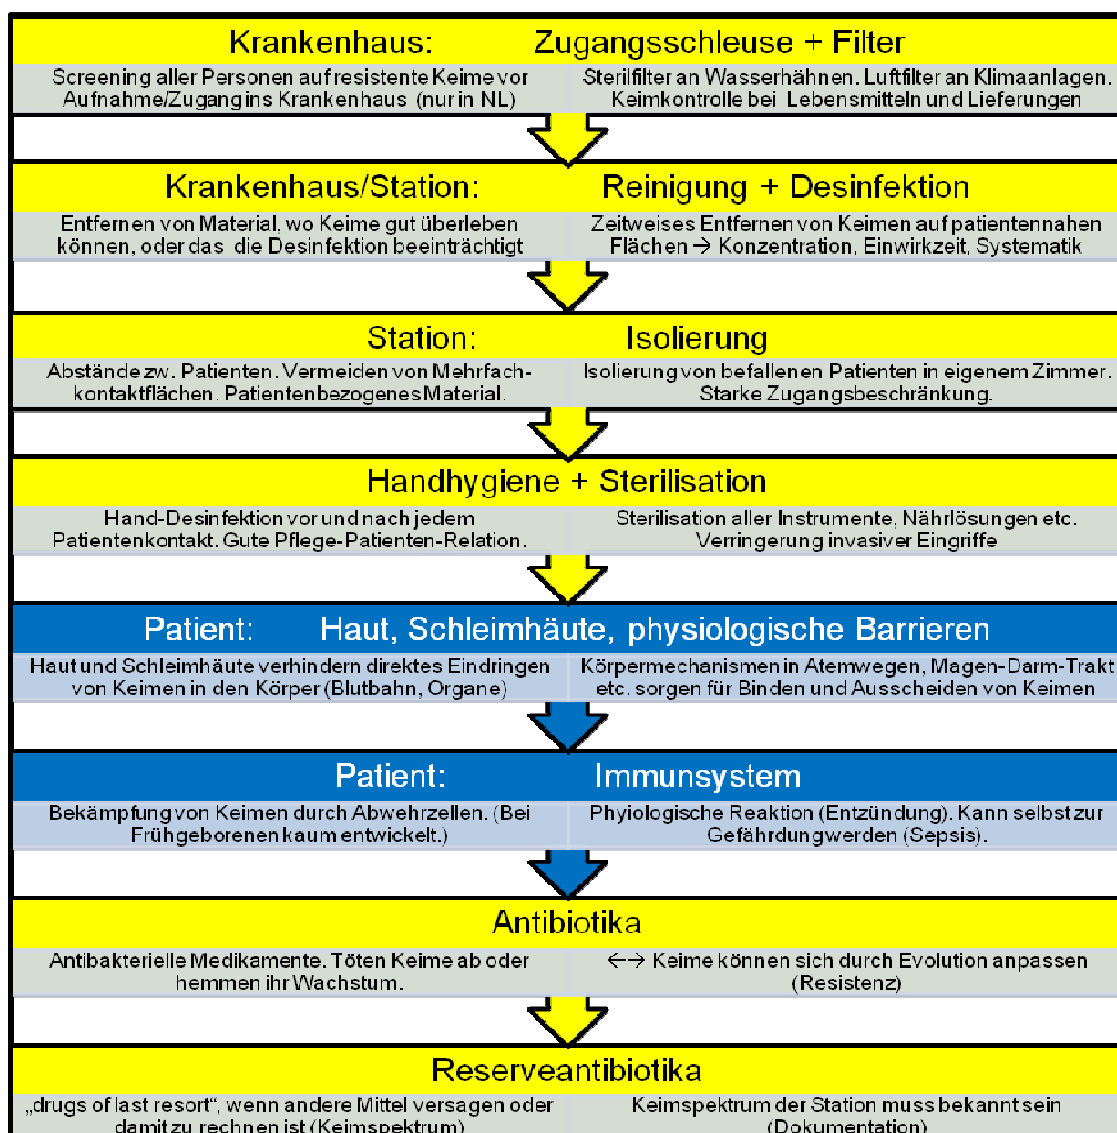 Krankenhaus: Zugangsschleuse + Filter
Screening aller Personen auf resistente Keime vor
Aufnahme/Zugang ins Krankenhaus (nur in NL)
Sterilfilter an Wasserhähnen. Luftfilter an Klimaanlagen.
Keimkontrolle bei Lebensmitteln und Lieferungen
Krankenhaus/Station: Reinigung + Desinfektion
Entfernen von Material, wo Keime gut überleben
können, oder das die Desinfektion beeinträchtigt
Zeitweises Entfernen von Keimen auf patientennahen
Flächen → Konzentration, Einwirkzeit, Systematik
Station: Isolierung
Abstände zw. Patienten. Vermeiden von Mehrfach-
kontaktflächen. Patientenbezogenes Material.
Isolierung von befallenen Patienten in eigenem Zimmer.
Starke Zugangsbeschränkung.
Handhygiene + Sterilisation
Hand-Desinfektion vor und nach jedem
Patientenkontakt. Gute Pflege-Patienten-Relation.
Sterilisation aller Instrumente, Nährlösungen etc.
Verringerung invasiver Eingriffe
Patient: Haut, Schleimhäute, physiologische Barrieren
Haut und Schleimhäute verhindern direktes Eindringen
von Keimen in den Körper (Blutbahn, Organe)
Körpermechanismen in Atemwegen, Magen-Darm-Trakt
etc. sorgen für Binden und Ausscheiden von Keimen
Patient: Immunsystem
Bekämpfung von Keimen durch Abwehrzellen. (Bei
Frühgeborenen kaum entwickelt.)
Phyiologische Reaktion (Entzündung). Kann selbst zur
Gefährdung werden (Sepsis).
Antibiotika
Antibakterielle Medikamente. Töten Keime ab oder
hemmen ihr Wachstum.
←→ Keime können sich durch Evolution anpassen
(Resistenz)
Reserveantibiotika
„drugs of last resort“, wenn andere Mittel versagen oder
damit zu rechnen ist (Keimspektrum)
Keimspektrum der Station muss bekannt sein
(Dokumentation)